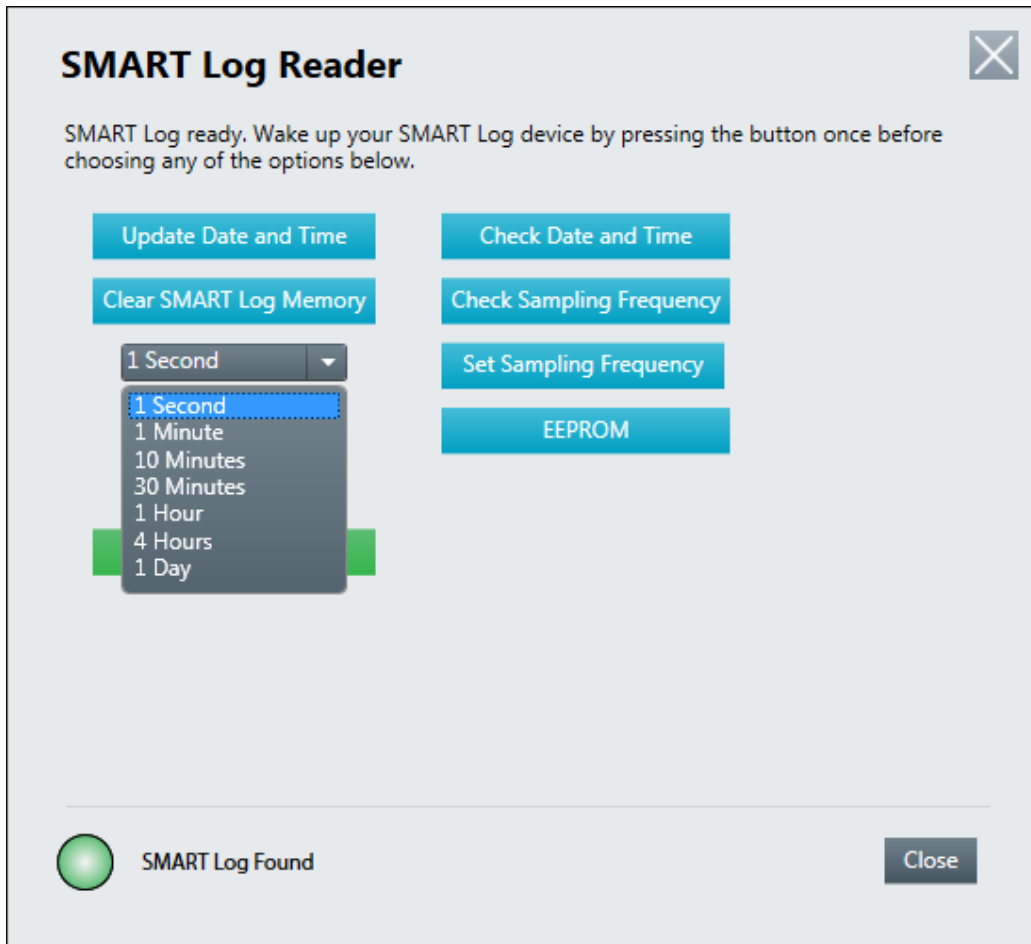 SMART Log Reader
SMART Log ready. Wake up your SMART Log device by pressing the button once before
choosing any of the options below.
Update Date and Time
Check Date and Time
Clear SMART Log Memory
Check Sampling Frequency
1 Second
Set Sampling Frequency
1 Second
1 Minute
EEPROM
10 Minutes
30 Minutes
1 Hour
4 Hours
1 Day
SMART Log Found
Close